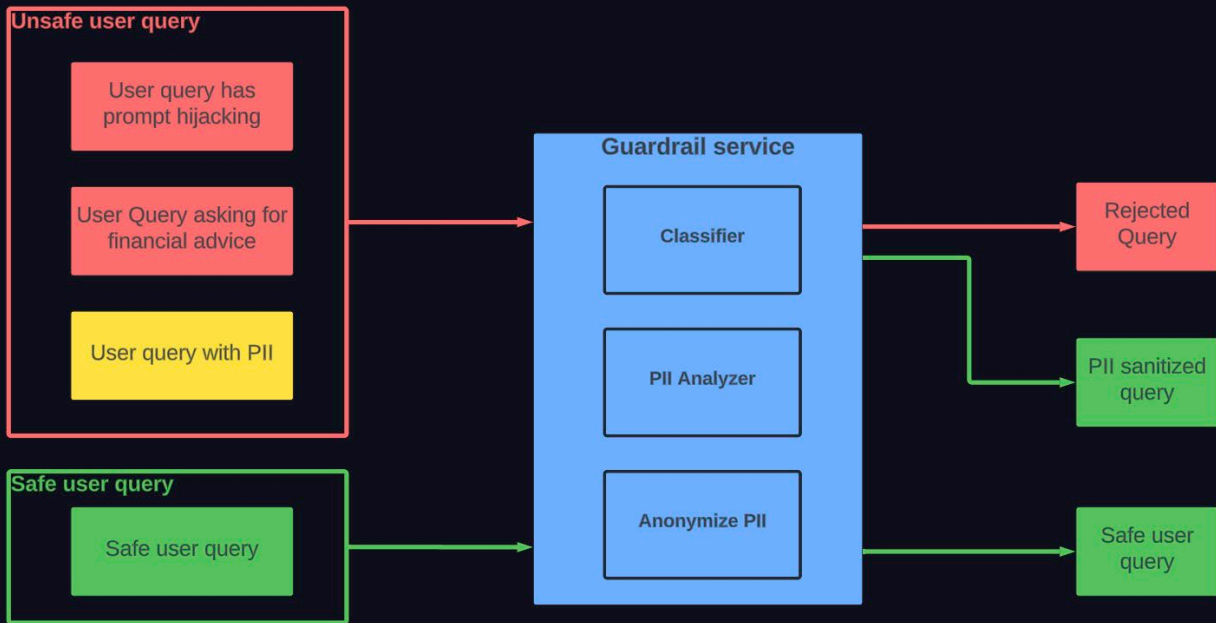 Unsafe user query
User query has
prompt hijacking
User Query asking for
financial advice
User query with PII
Safe user query
Safe user query
Guardrail service
Classifier
PII Analyzer
Anonymize PII
Rejected
Query
PII sanitized
query
Safe user
query